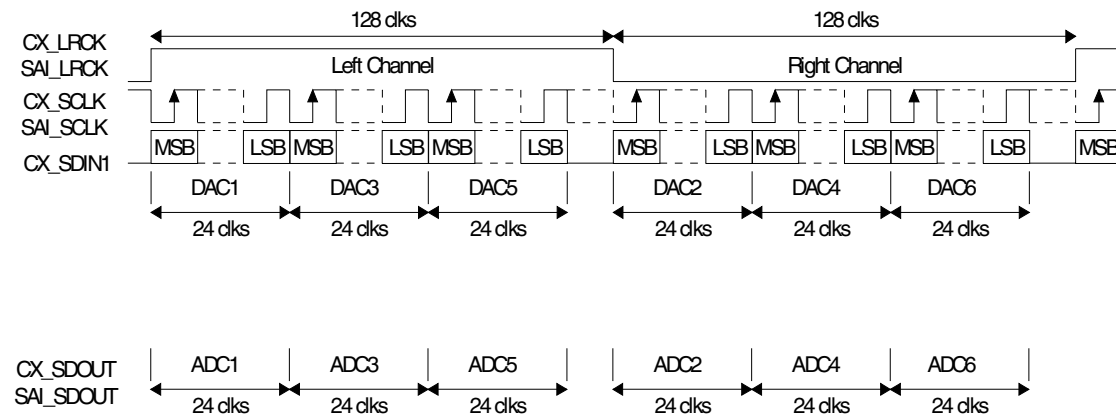 128 clks 128 clks
CX_LRCK
SAI_LRCK Left Channel Right Channel
CX_SCLK
SAI_SCLK
MSB LSB MSB LSB MSB LSB MSB LSB MSB LSB MSB LSB MSB
CX_SDIN1
DAC1 DAC3 DAC5 DAC2 DAC4 DAC6
24 clks 24 clks 24 clks 24 clks 24 clks 24 clks
CX_SDOUT ADC1 ADC3 ADC5 ADC2 ADC4 ADC6
SAI_SDOUT 24 clks 24 clks 24 clks 24 clks 24 clks 24 clks